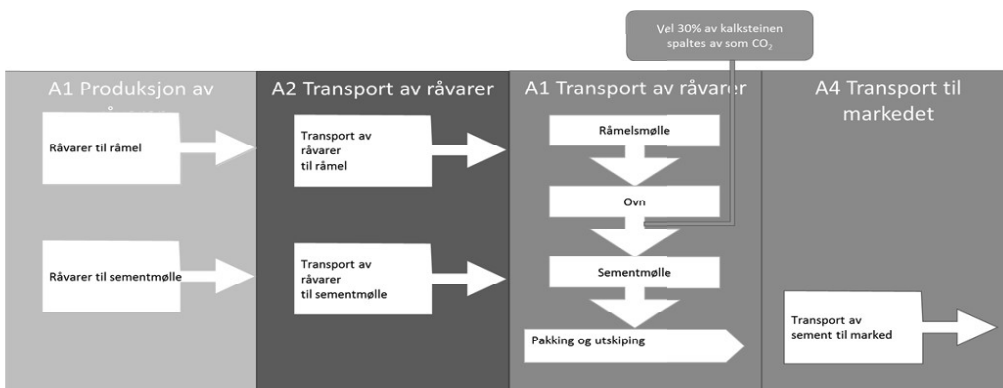 Vel 30% av kalksteinen
spaltes av som CO₂
A1 Produksjon av
Råvarer til råmel
Råvarer til sementmølle
A2 Transport av råvarer
Transport av
råvarer
til råmel
Transport av
råvarer
til sementmølle
A1 Transport av råvarer
Råmelsmølle
Ovn
Sementmølle
Pakking og utskiping
A4 Transport til
markedet
Transport av
sement til marked